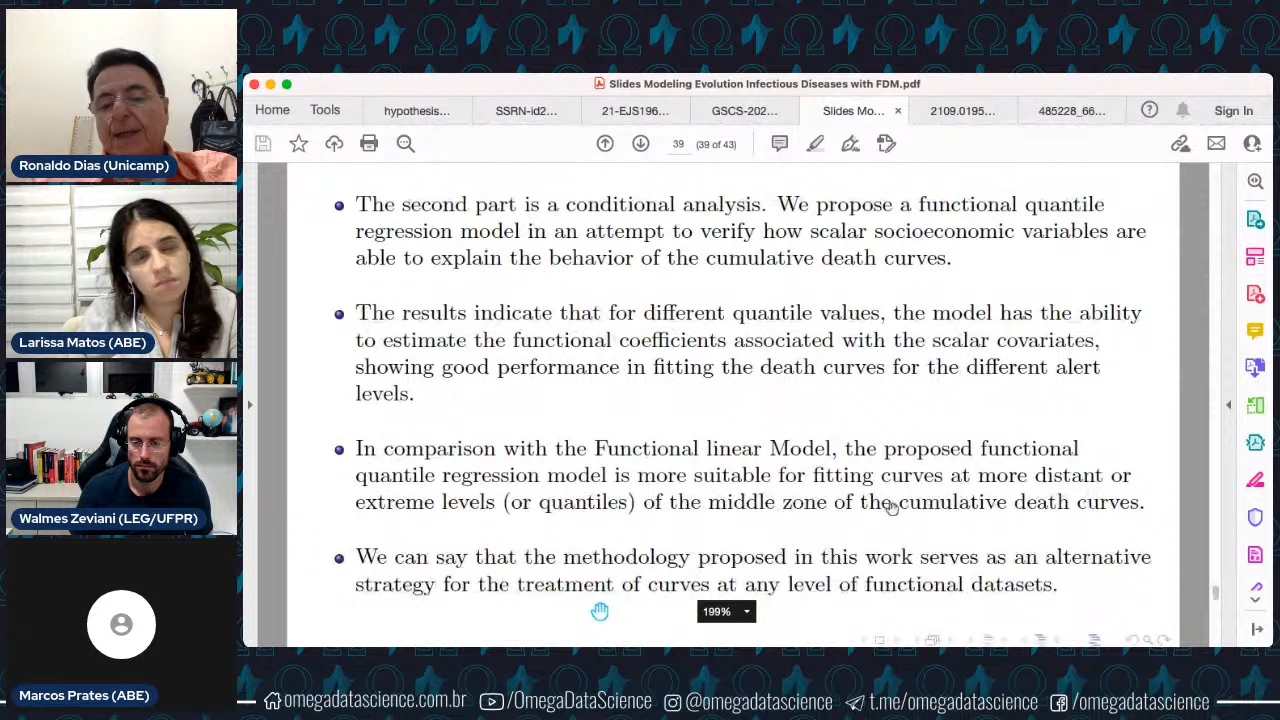 Ronaldo Dias (Unicamp)
Larissa Matos (ABE)
Walmes Zeviani (LEG/UFPR)
Marcos Prates (ABE)
Slides Modeling Evolution Infectious Diseases with FDM.pdf
Home Tools hypothesis... SSRN-id2... 21-EJS196... GSCS-202... Slides Mo... × 2109.0195... 485228_66... Sign In
39 (39 of 43)
The second part is a conditional analysis. We propose a functional quantile
regression model in an attempt to verify how scalar socioeconomic variables are
able to explain the behavior of the cumulative death curves.
The results indicate that for different quantile values, the model has the ability
to estimate the functional coefficients associated with the scalar covariates,
showing good performance in fitting the death curves for the different alert
levels.
In comparison with the Functional linear Model, the proposed functional
quantile regression model is more suitable for fitting curves at more distant or
extreme levels (or quantiles) of the middle zone of the cumulative death curves.
We can say that the methodology proposed in this work serves as an alternative
strategy for the treatment of curves at any level of functional datasets.
199%
omegadatascience.com.br /OmegaDataScience @omegadatascience t.me/omegadatascience /omegadatascience